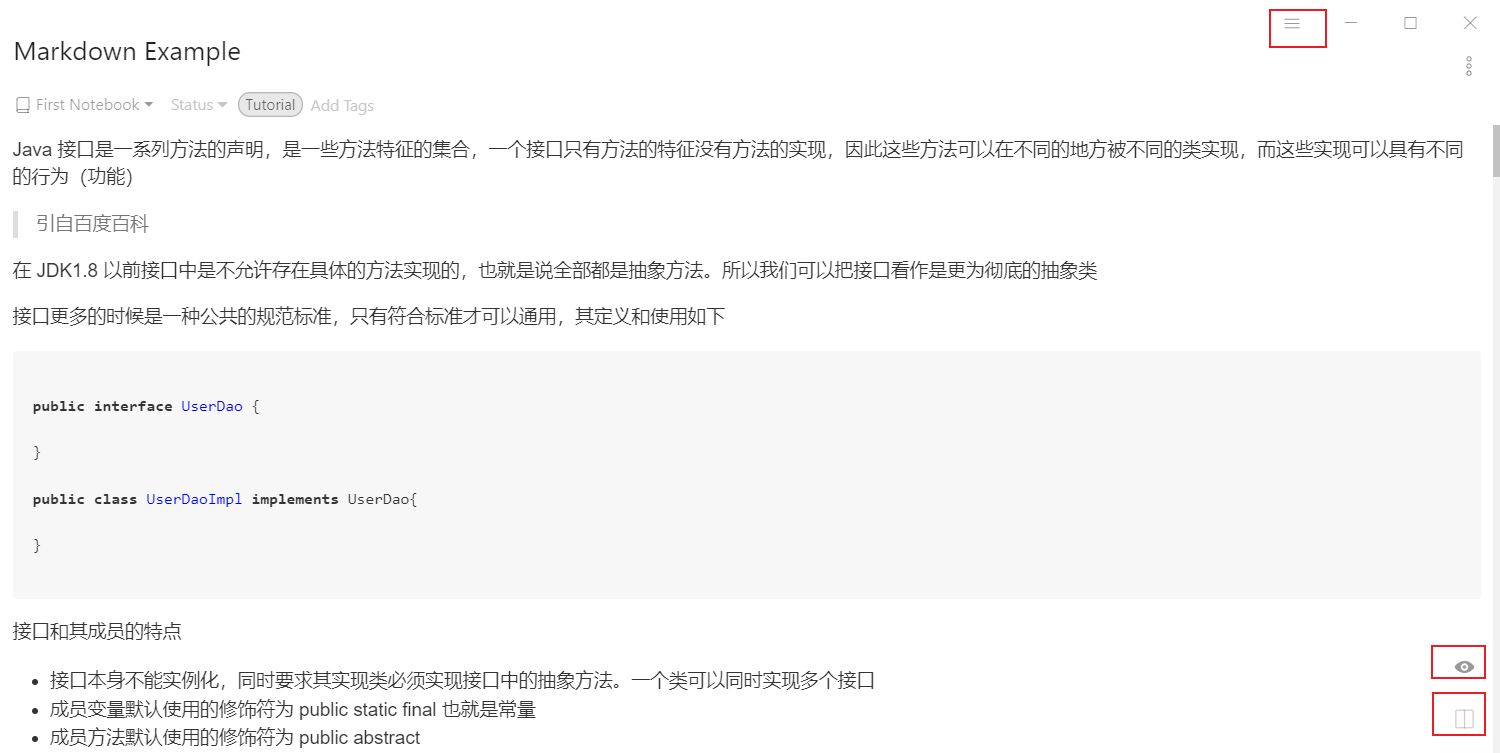 Markdown Example
First Notebook Status Tutorial Add Tags
Java 接口是一系列方法的声明，是一些方法特征的集合，一个接口只有方法的特征没有方法的实现，因此这些方法可以在不同的地方被不同的类实现，而这些实现可以具有不同
的行为（功能）
引自百度百科
在 JDK1.8 以前接口中是不允许存在具体的方法实现的，也就是说全部都是抽象方法。所以我们可以把接口看作是更为彻底的抽象类
接口更多的时候是一种公共的规范标准，只有符合标准才可以通用，其定义和使用如下
public interface UserDao {
}
public class UserDaoImpl implements UserDao{
}
接口和其成员的特点
• 接口本身不能实例化，同时要求其实现类必须实现接口中的抽象方法。一个类可以同时实现多个接口
• 成员变量默认使用的修饰符为 public static final 也就是常量
• 成员方法默认使用的修饰符为 public abstract